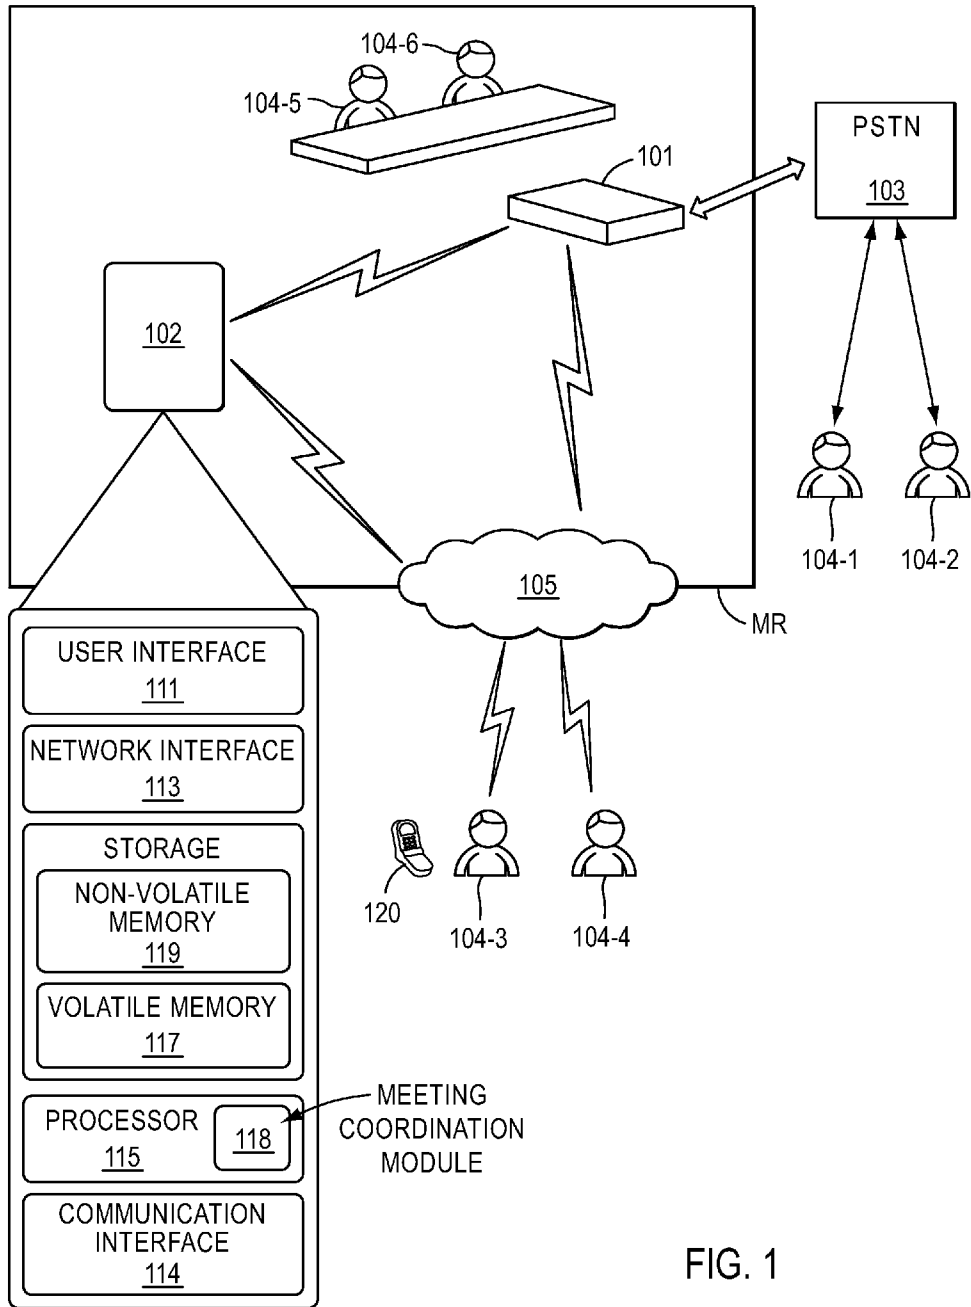 104-6
104-5
101
PSTN
103
102
104-1
104-2
105
MR
USER INTERFACE
111
NETWORK INTERFACE
113
STORAGE
NON-VOLATILE
MEMORY
119
VOLATILE MEMORY
117
120
104-3
104-4
PROCESSOR
115
118
MEETING
COORDINATION
MODULE
COMMUNICATION
INTERFACE
114
FIG. 1